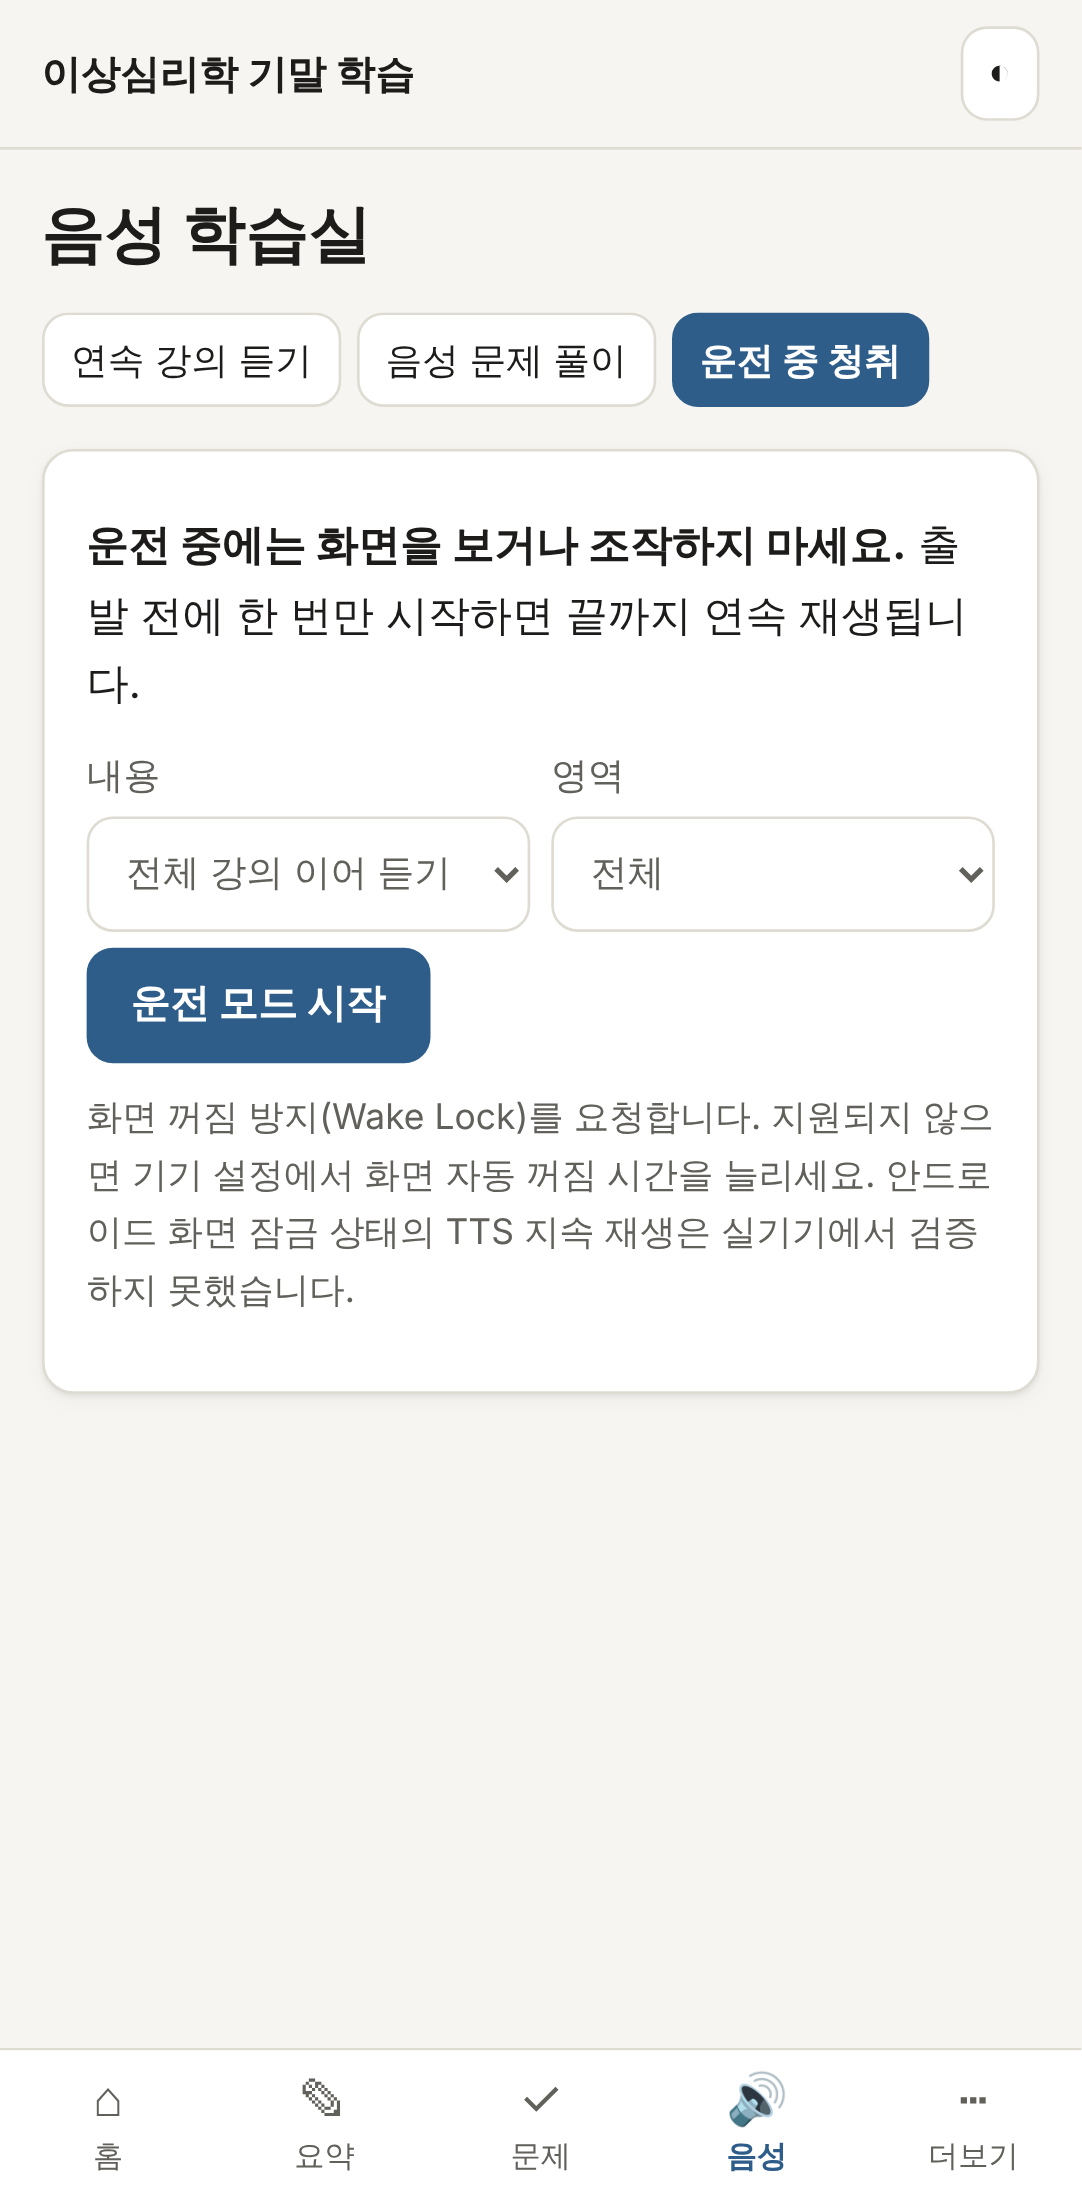 이상심리학 기말 학습
음성 학습실
연속 강의 듣기
음성 문제 풀이
운전 중 청취
운전 중에는 화면을 보거나 조작하지 마세요. 출
발 전에 한 번만 시작하면 끝까지 연속 재생됩니
다.
내용
영역
전체 강의 이어 듣기
전체
운전 모드 시작
화면 꺼짐 방지(Wake Lock)를 요청합니다. 지원되지 않으
면 기기 설정에서 화면 자동 꺼짐 시간을 늘리세요. 안드로
이드 화면 잠금 상태의 TTS 지속 재생은 실기기에서 검증
하지 못했습니다.
홈
요약
문제
음성
더보기